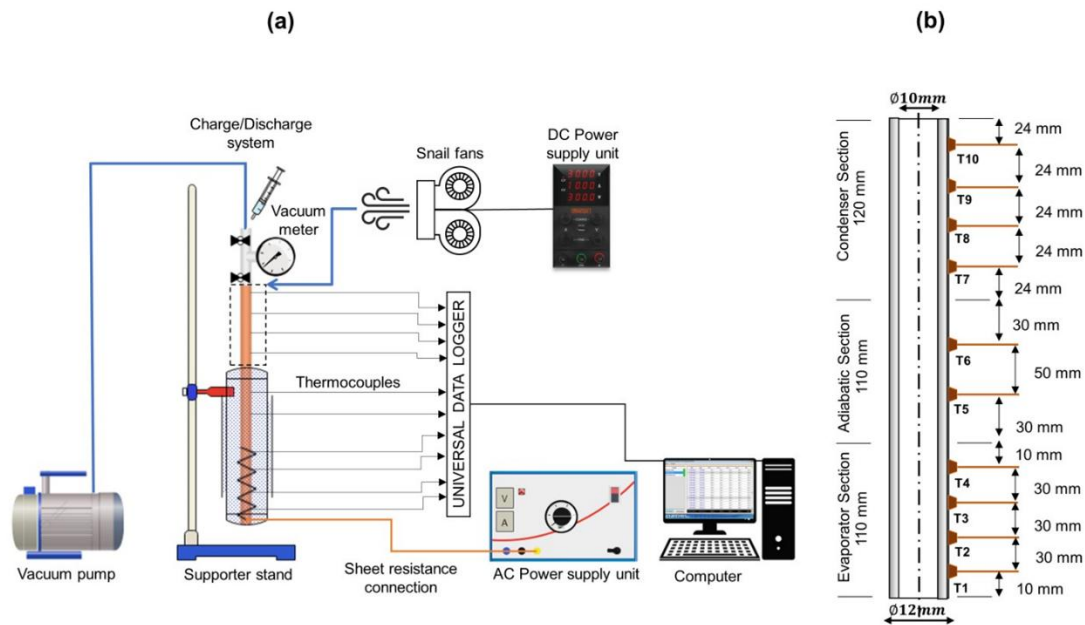 (a)
(b)
Charge/Discharge
system
Vacuum
meter
Snail fans
DC Power
supply unit
Thermocouples
UNIVERSAL DATA LOGGER
V
A
Vacuum pump
Supporter stand
Sheet resistance
connection
AC Power supply unit
Computer
Ø10mm
Condenser Section
120 mm
Adiabatic Section
110 mm
Evaporator Section
110 mm
T10
T9
T8
T7
T6
T5
T4
T3
T2
T1
24 mm
24 mm
24 mm
24 mm
24 mm
30 mm
50 mm
30 mm
10 mm
30 mm
30 mm
30 mm
10 mm
Ø12mm